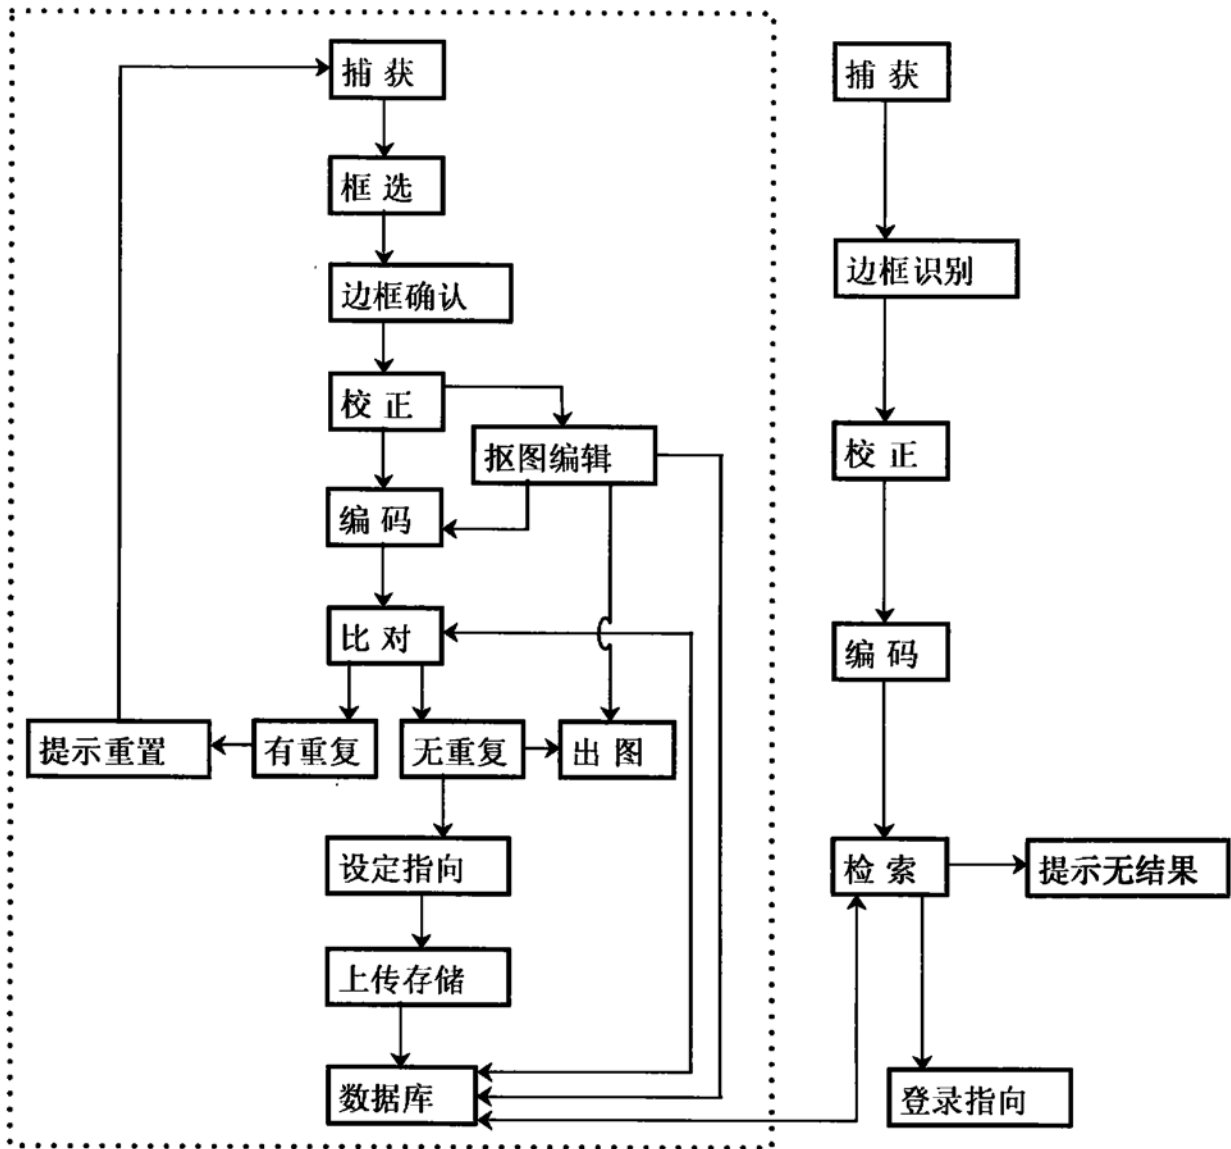 捕获
框选
边框确认
校正
抠图编辑
编码
比对
提示重置
有重复
无重复
出图
设定指向
上传存储
数据库
捕获
边框识别
校正
编码
检索
提示无结果
登录指向